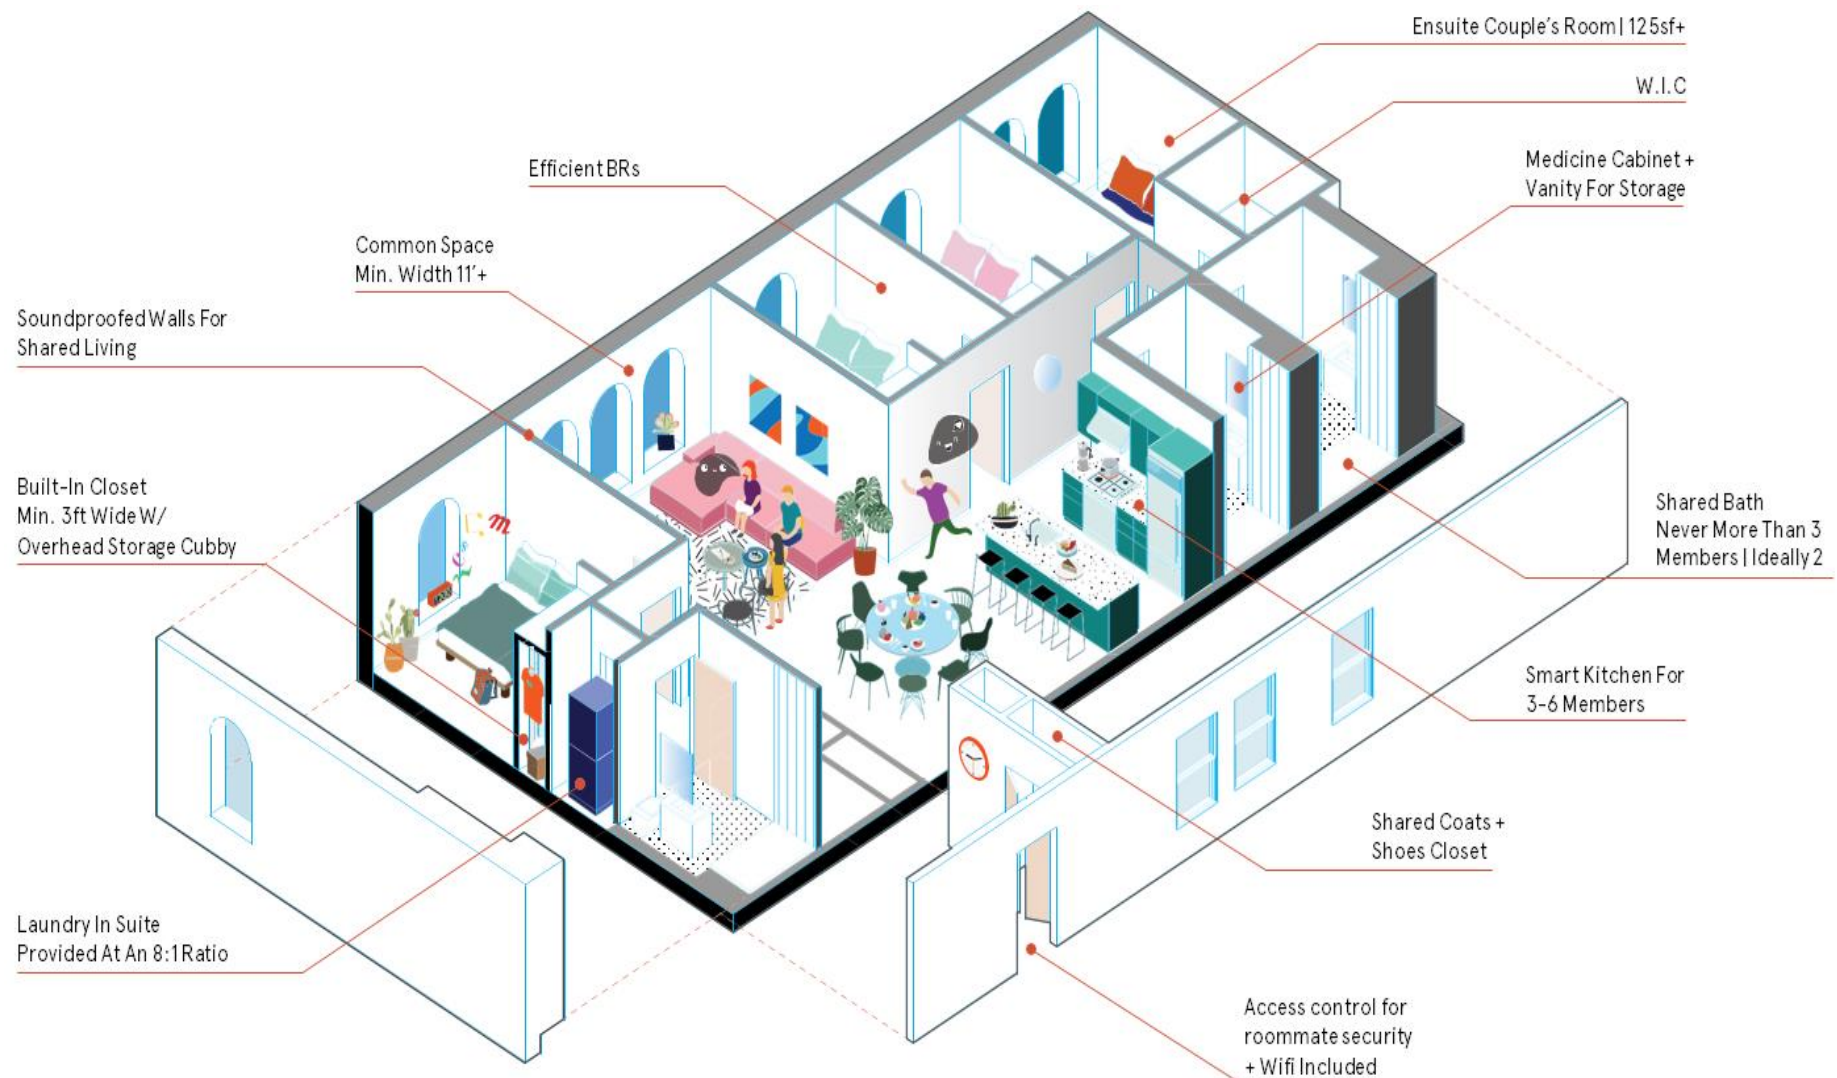 Ensuite Couple's Room | 125sf+
W.I.C
Medicine Cabinet +
Vanity For Storage
Efficient BRs
Common Space
Min. Width 11'+
Soundproofed Walls For
Shared Living
Built-In Closet
Min. 3ft Wide W/
Overhead Storage Cubby
Shared Bath
Never More Than 3
Members | Ideally 2
Smart Kitchen For
3-6 Members
Shared Coats +
Shoes Closet
Laundry In Suite
Provided At An 8:1 Ratio
Access control for
roommate security
+ Wifi Included